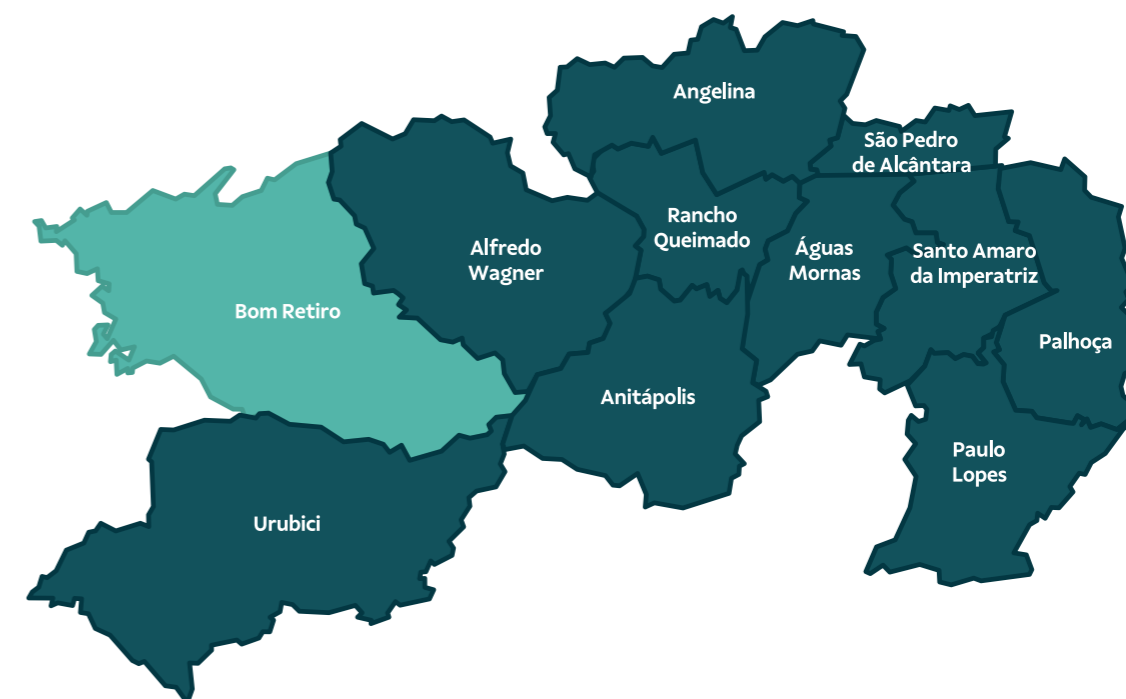 Angelina
São Pedro
de Alcântara
Rancho
Queimado
Alfredo
Wagner
Águas
Mornas
Santo Amaro
da Imperatriz
Bom Retiro
Palhoça
Anitápolis
Paulo
Lopes
Urubici